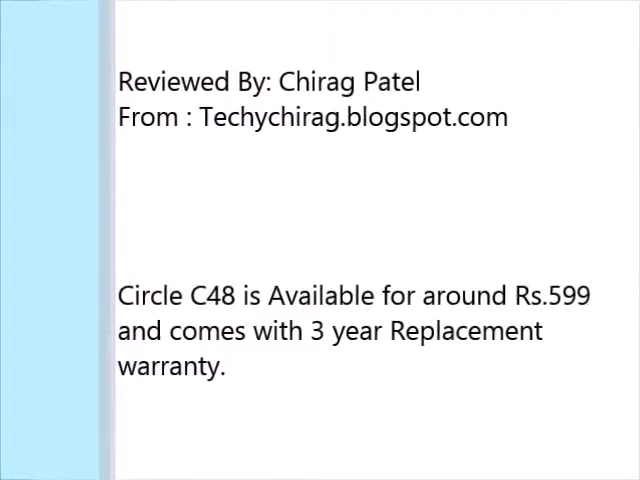 Reviewed By: Chirag Patel
From : Techychirag.blogspot.com
Circle C48 is Available for around Rs.599
and comes with 3 year Replacement
warranty.